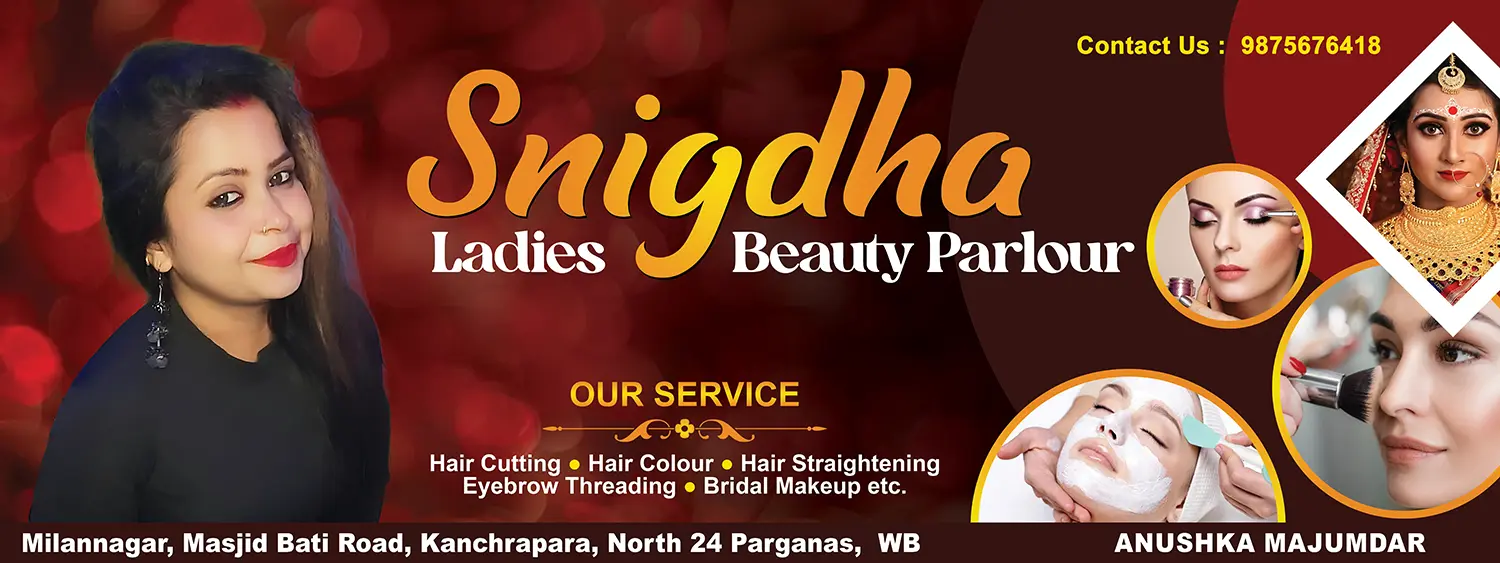 Contact Us : 9875676418
Snigdha
Ladies Beauty Parlour
OUR SERVICE
Hair Cutting ● Hair Colour ● Hair Straightening
Eyebrow Threading ● Bridal Makeup etc.
Milannagar, Masjid Bati Road, Kanchrapara, North 24 Parganas, WB
ANUSHKA MAJUMDAR